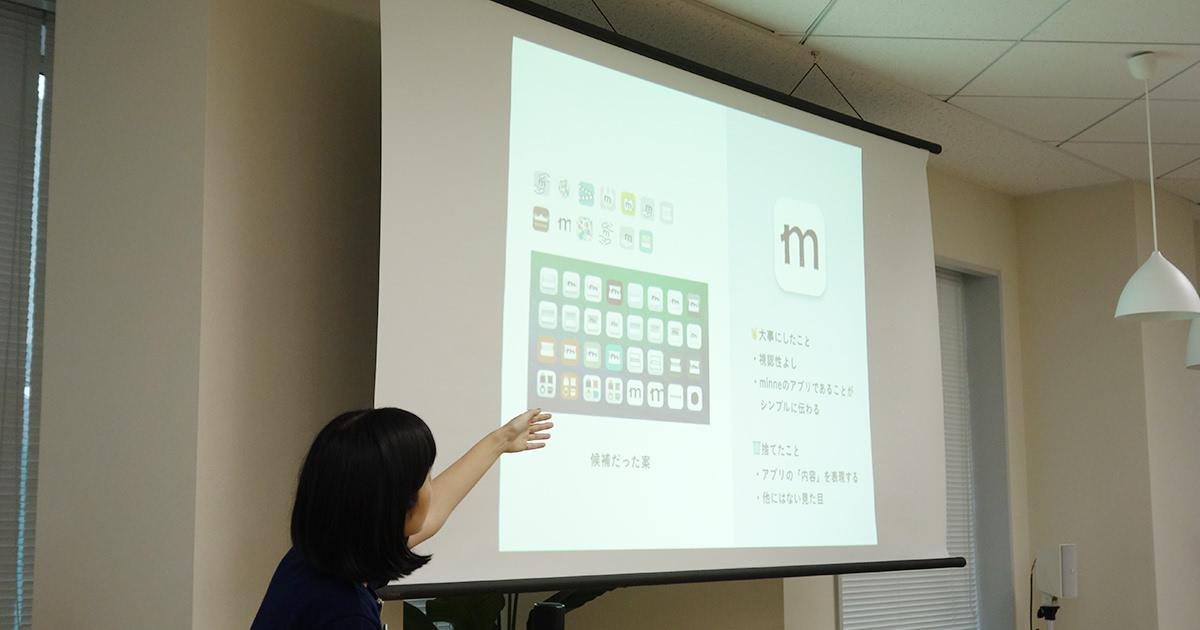 候補だった案
m
大事にしたこと
・視認性よし
・minneのアプリであることが
シンプルに伝わる
捨てたこと
・アプリの「内容」を表現する
・他にはない見た目